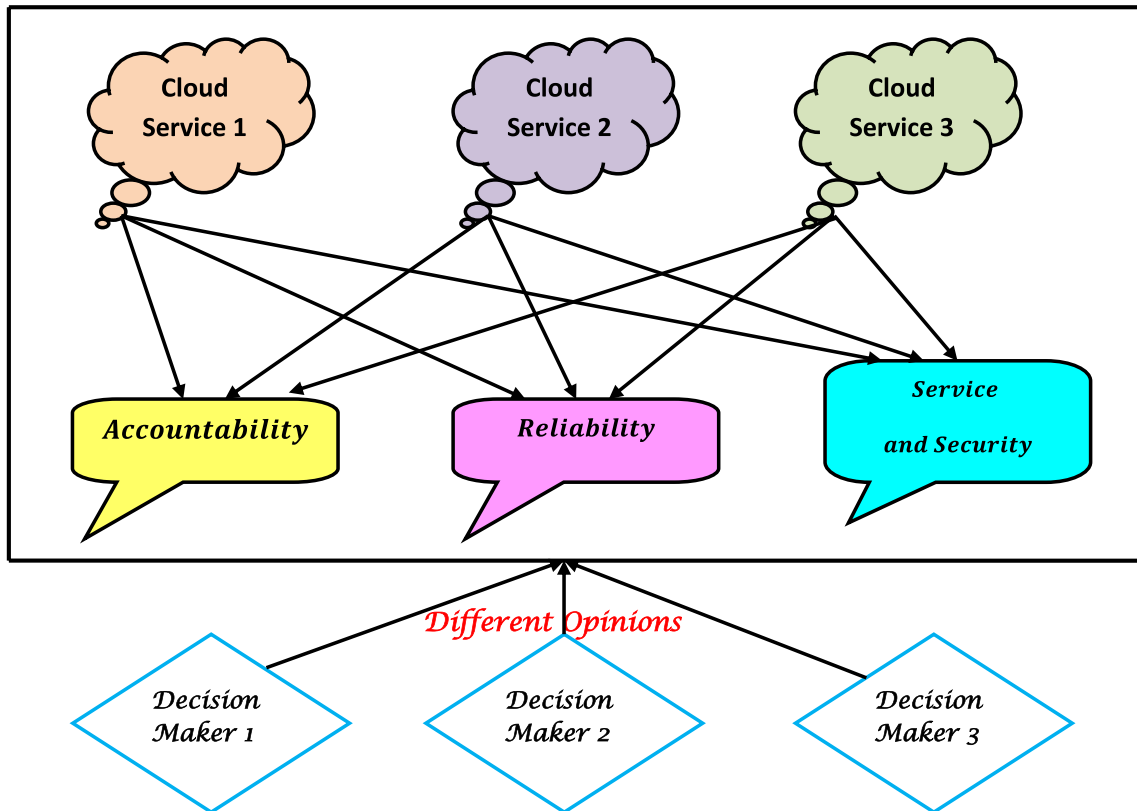 Cloud
Service 1
Cloud
Service 2
Cloud
Service 3
Accountability
Reliability
Service
and Security
Different Opinions
Decision
Maker 1
Decision
Maker 2
Decision
Maker 3